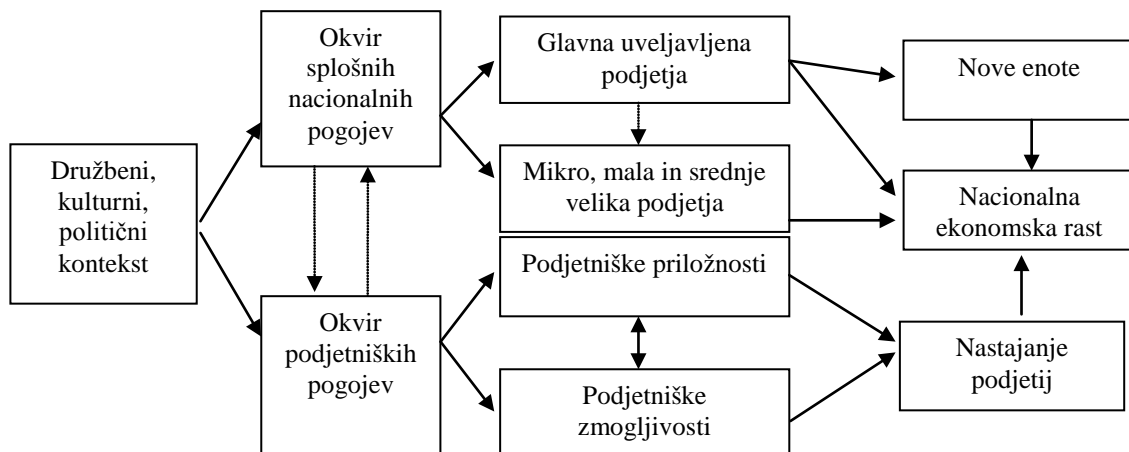 Družbeni,
kulturni,
politični
kontekst
Okvir
splošnih
nacionalnih
pogojev
Okvir
podjetniških
pogojev
Glavna uveljavljena
podjetja
Mikro, mala in srednje
velika podjetja
Podjetniške priložnosti
Podjetniške
zmogljivosti
Nove enote
Nacionalna
ekonomska rast
Nastajanje
podjetij